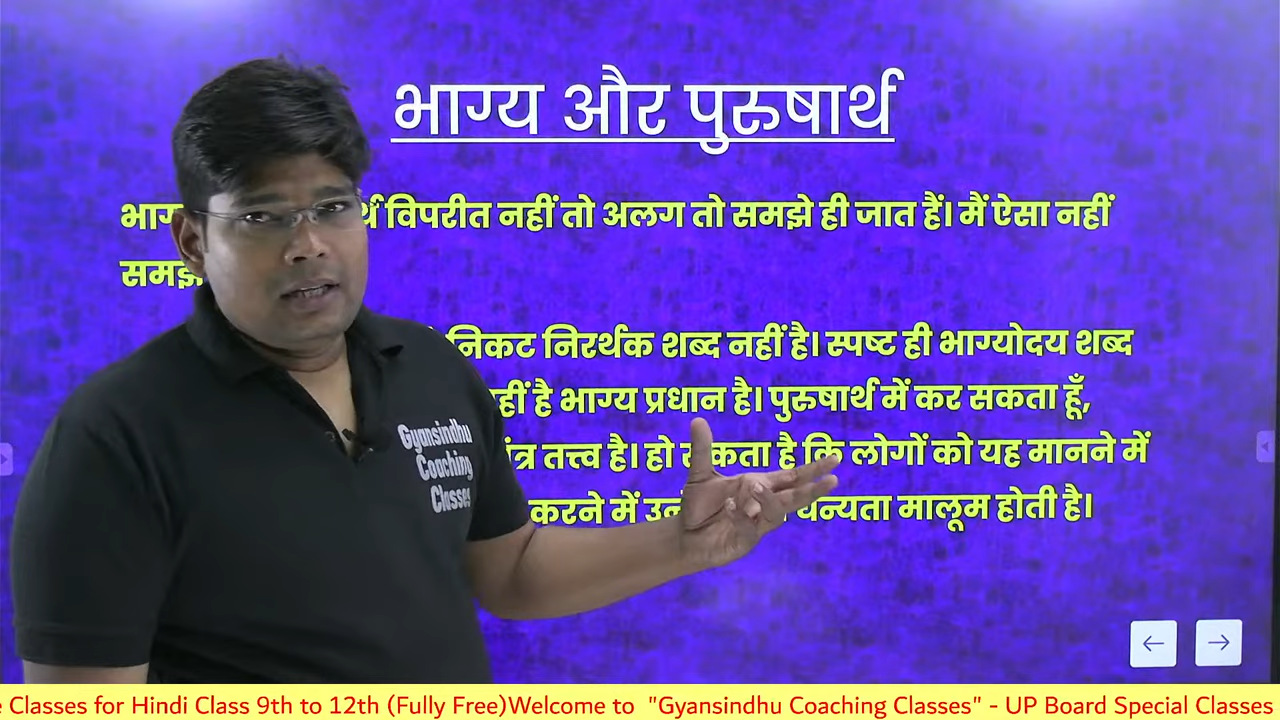 भाग्य और पुरुषार्थ
विपरीत नहीं तो अलग तो समझे ही जात हैं। मैं ऐसा नहीं
निकट निरर्थक शब्द नहीं है। स्पष्ट ही भाग्योदय शब्द
है भाग्य प्रधान है। पुरुषार्थ में कर सकता हूँ,
तत्त्व है। हो सकता है कि लोगों को यह मानने में
करने में धन्यता मालूम होती है।
Gyansindhu
Coaching
Classes
Classes for Hindi Class 9th to 12th (Fully Free)Welcome to "Gyansindhu Coaching Classes" - UP Board Special Classes